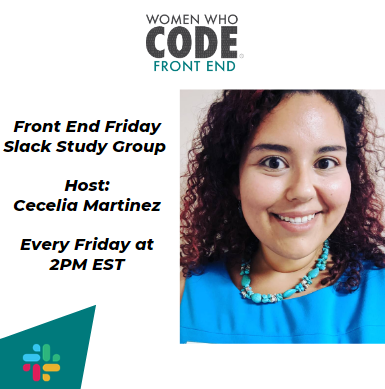 WOMEN WHO
CODE
FRONT END
Front End Friday
Slack Study Group
Host:
Cecelia Martinez
Every Friday at
2PM EST